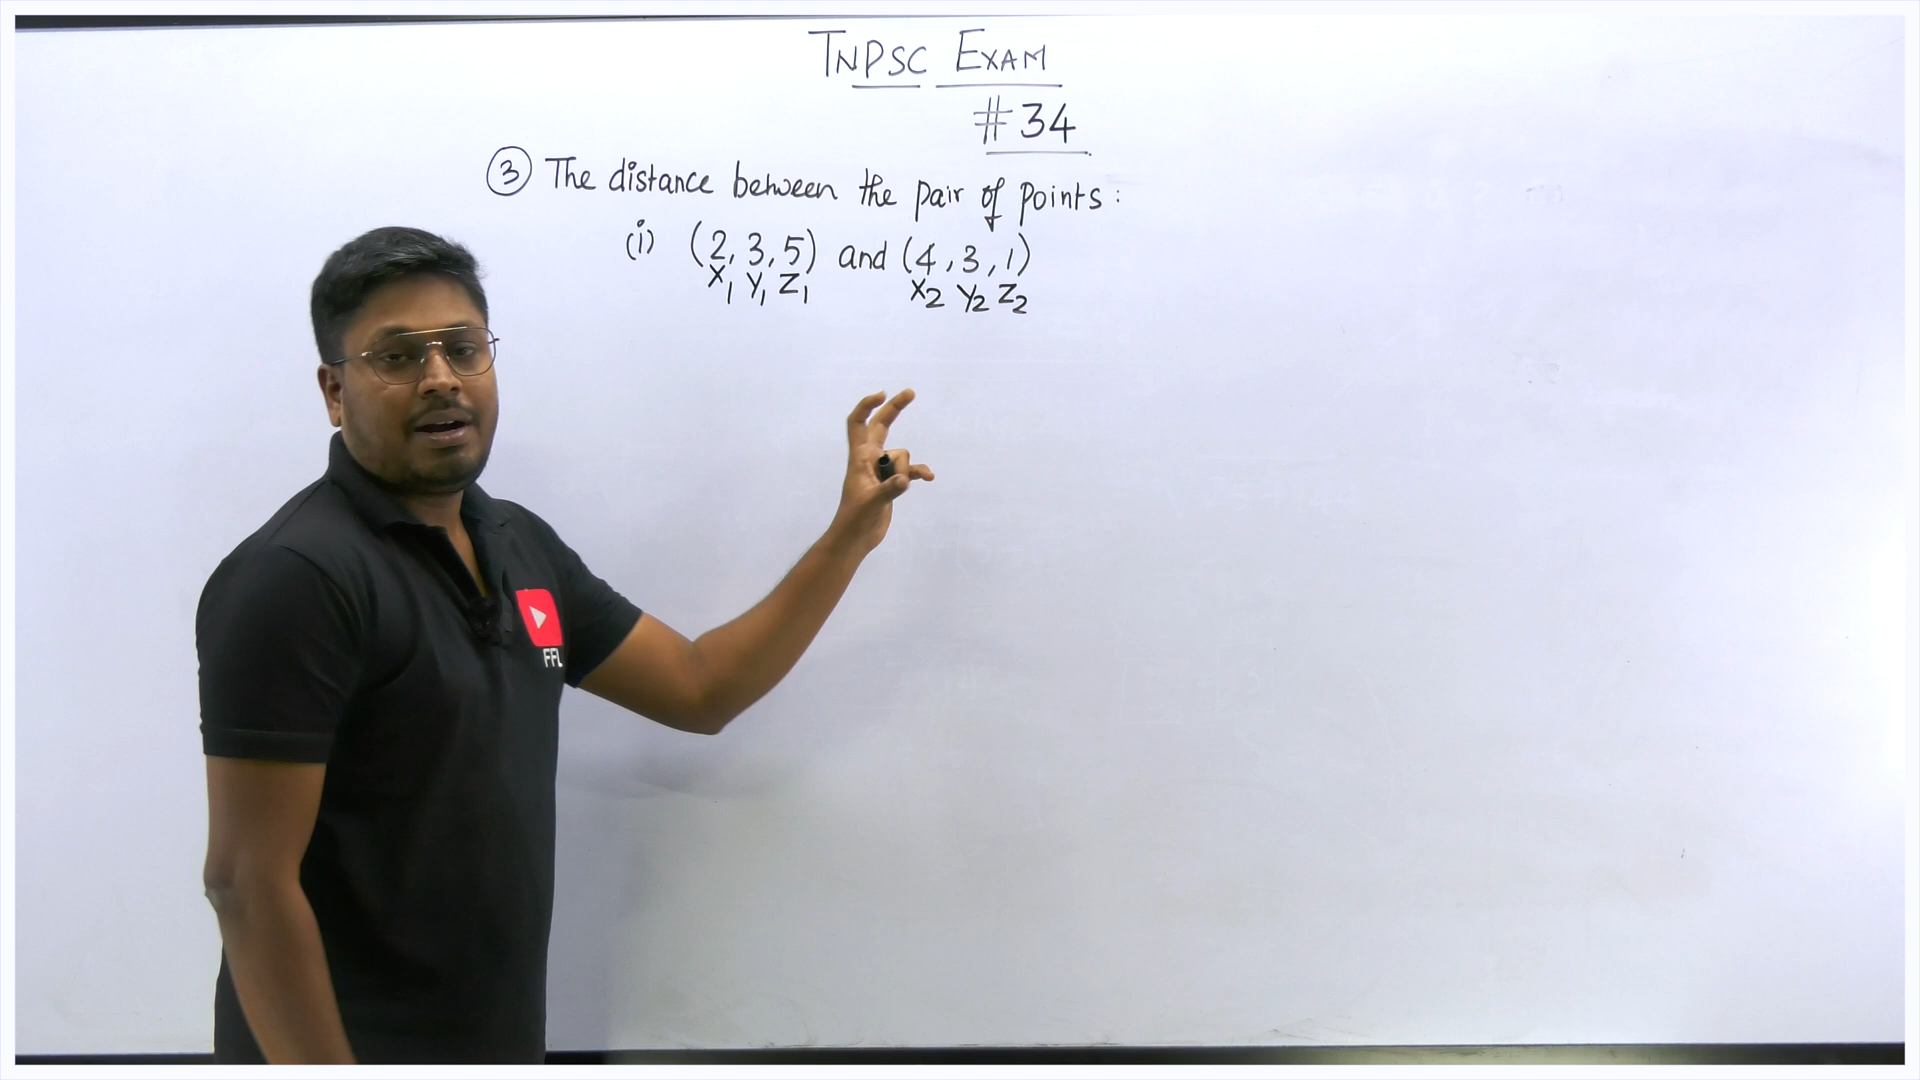 TNPSC EXAM
#34
③ The distance between the pair of points:
(i) (2,3,5) and (4,3,1)
X1 Y1 Z1 X2 Y2 Z2
FFL